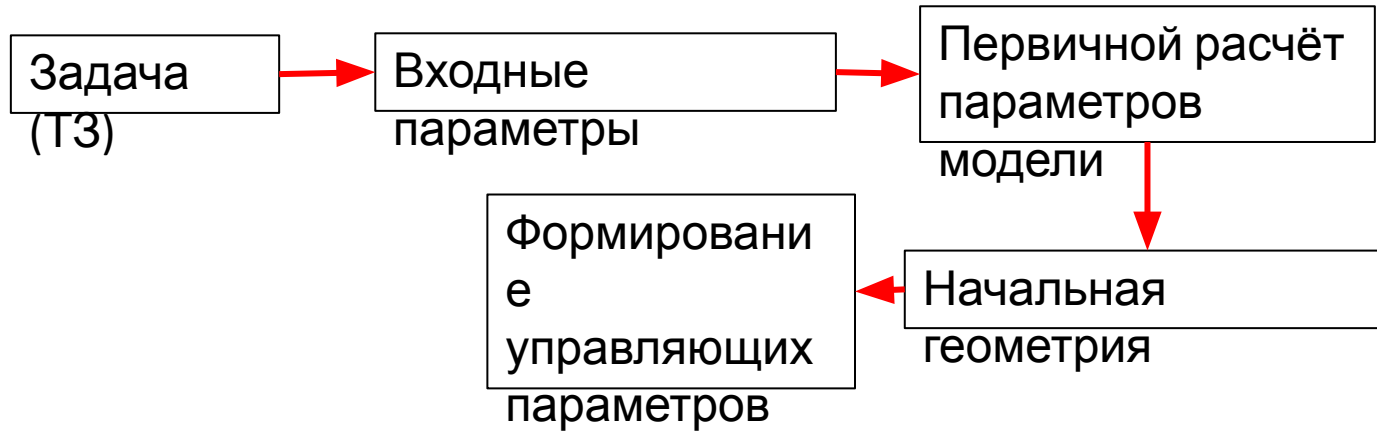 Задача
(ТЗ)
Входные
параметры
Первичной расчёт
параметров
модели
Начальная
геометрия
Формировани
е
управляющих
параметров